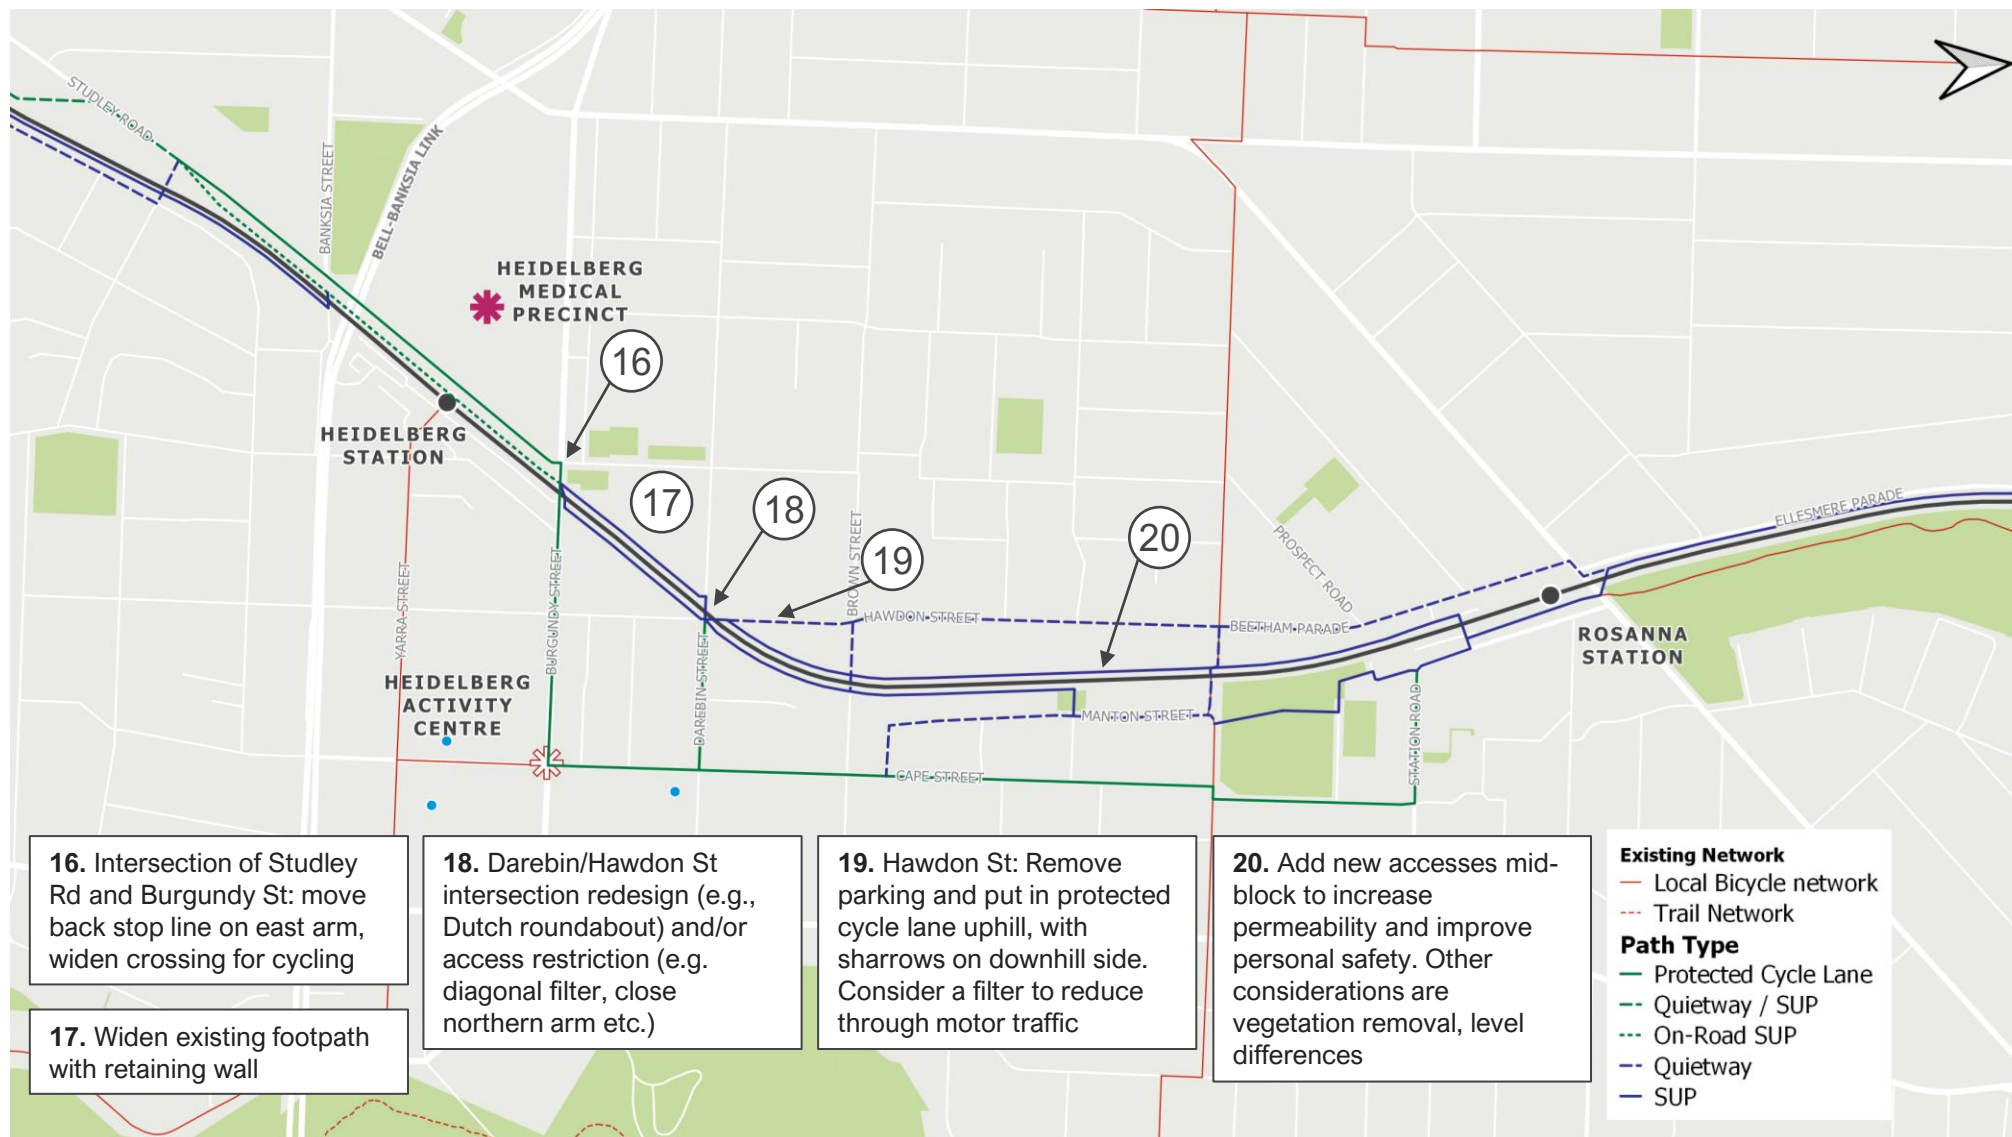 STUDLEY ROAD
BANKSIA STREET
BELL-BANKSIA LINK
HEIDELBERG
MEDICAL
PRECINCT
16
HEIDELBERG
STATION
17
18
19
20
BROWN STREET
PROSPECT ROAD
ELLESMERE PARADE
YARRA STREET
BURGUNDY STREET
HAWDON STREET
BEETHAM PARADE
ROSANNA
STATION
HEIDELBERG
ACTIVITY
CENTRE
DAREBIN STREET
MANTON STREET
STATION ROAD
CAPE STREET
16. Intersection of Studley
Rd and Burgundy St: move
back stop line on east arm,
widen crossing for cycling
17. Widen existing footpath
with retaining wall
18. Darebin/Hawdon St
intersection redesign (e.g.,
Dutch roundabout) and/or
access restriction (e.g.
diagonal filter, close
northern arm etc.)
19. Hawdon St: Remove
parking and put in protected
cycle lane uphill, with
sharrows on downhill side.
Consider a filter to reduce
through motor traffic
20. Add new accesses mid-
block to increase
permeability and improve
personal safety. Other
considerations are
vegetation removal, level
differences
Existing Network
Local Bicycle network
Trail Network
Path Type
Protected Cycle Lane
Quietway / SUP
On-Road SUP
Quietway
SUP